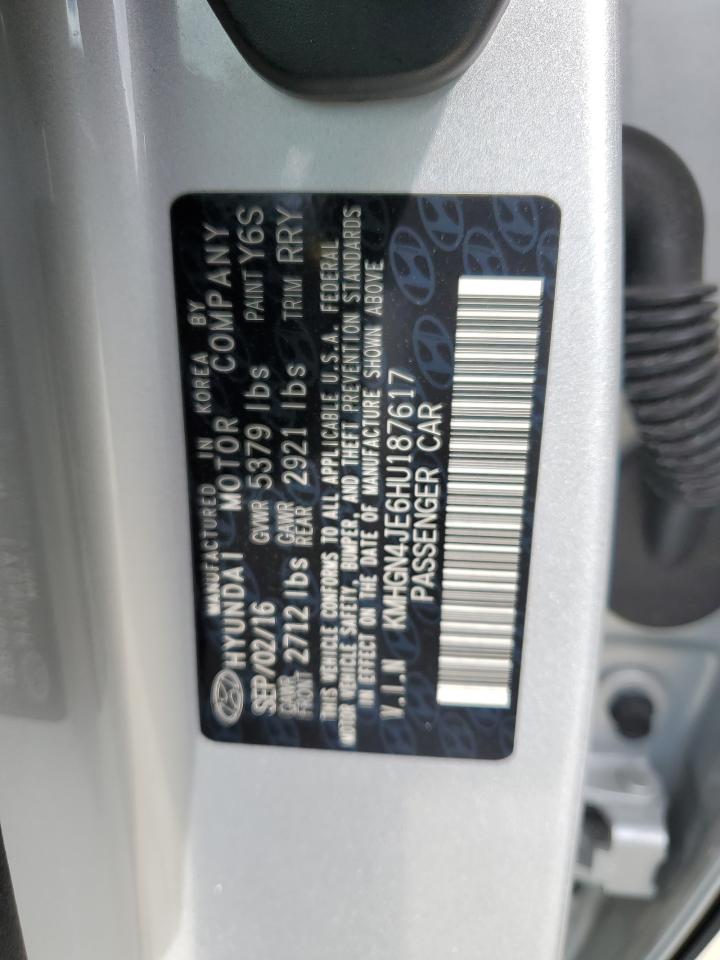 MANUFACTURED IN KOREA BY
HYUNDAI MOTOR COMPANY
SEP/02/16 GVWR 5379 lbs PAINT Y6S
GAWR FRONT 2712 lbs GAWR REAR 2921 lbs TRIM RRY
THIS VEHICLE CONFORMS TO ALL APPLICABLE U.S.A. FEDERAL
MOTOR VEHICLE SAFETY, BUMPER, AND THEFT PREVENTION STANDARDS
IN EFFECT ON THE DATE OF MANUFACTURE SHOWN ABOVE
V.I.N KMHGN4JE6HU187617
PASSENGER CAR